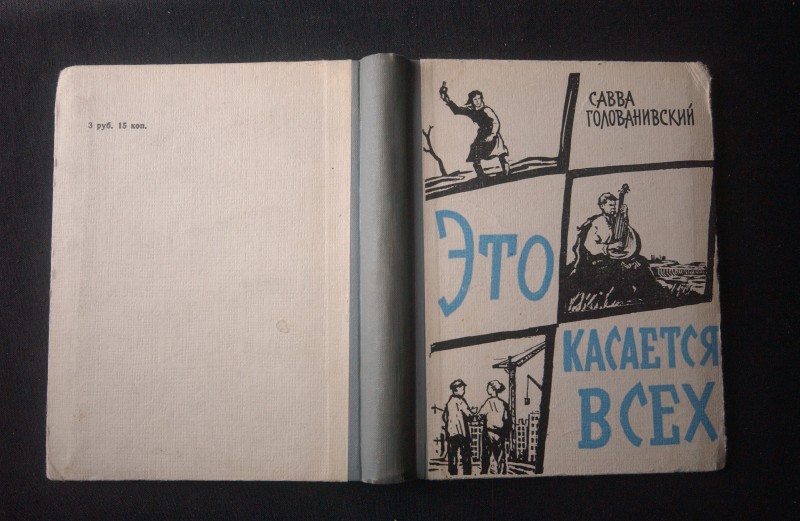 3 руб. 15 коп.
САВВА
ГОЛОВАНИВСКИЙ
ЭТО
КАСАЕТСЯ
ВСЕХ